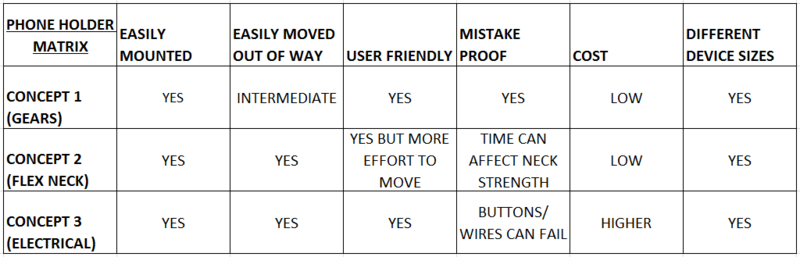 PHONE HOLDER MATRIX EASILY MOUNTED EASILY MOVED OUT OF WAY USER FRIENDLY MISTAKE PROOF COST DIFFERENT DEVICE SIZES
CONCEPT 1 (GEARS) YES INTERMEDIATE YES YES LOW YES
CONCEPT 2 (FLEX NECK) YES YES YES BUT MORE EFFORT TO MOVE TIME CAN AFFECT NECK STRENGTH LOW YES
CONCEPT 3 (ELECTRICAL) YES YES YES BUTTONS/ WIRES CAN FAIL HIGHER YES